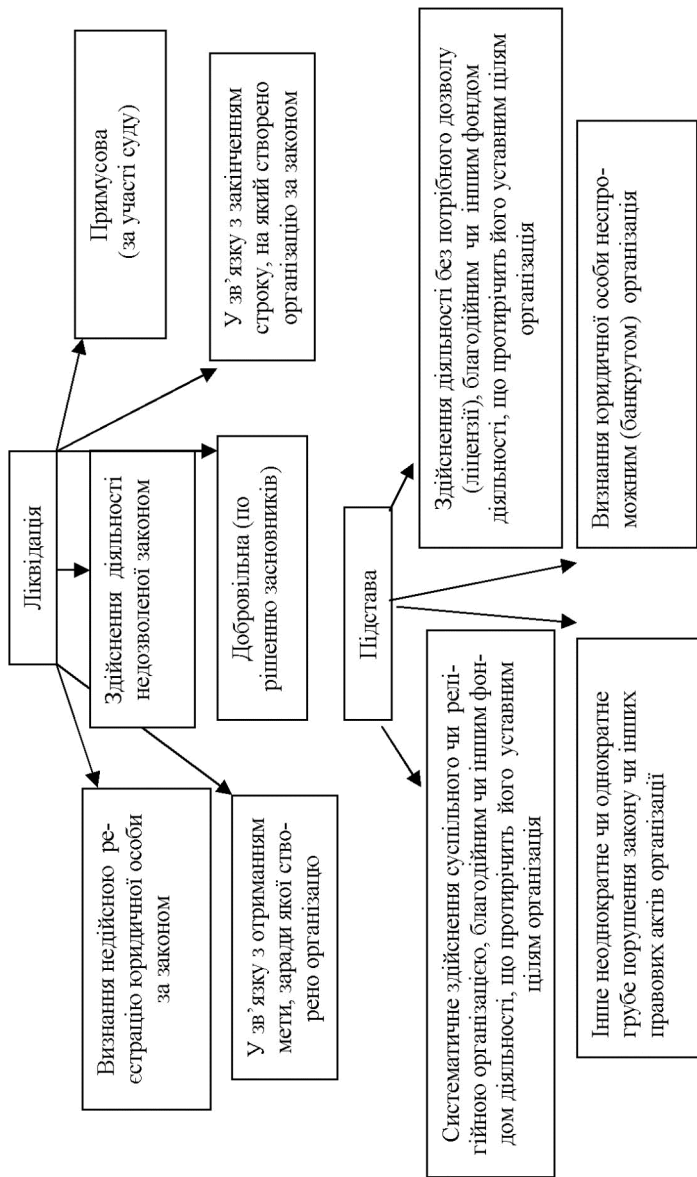 Ліквідація
Визнання недійсною ре-
єстрацію юридичної особи
за законом
Здійснення діяльності
недозволеної законом
Примусова
(за участі суду)
У зв’язку з отриманням
мети, заради якої ство-
рено організацю
Добровільна (по
рішенню засновників)
У зв’язку з закінченням
строку, на який створено
організацію за законом
Підстава
Систематичне здійснення суспільного чи релі-
гійною організацією, благодійним чи іншим фон-
дом діяльності, що протирічить його уставним
цілям організація
Здійснення діяльності без потрібного дозволу
(ліцензії), благодійним чи іншим фондом
діяльності, що протирічить його уставним цілям
організація
Інше неоднократне чи однократне
грубе порушення закону чи інших
правових актів організації
Визнання юридичної особи неспро-
можним (банкрутом) організація